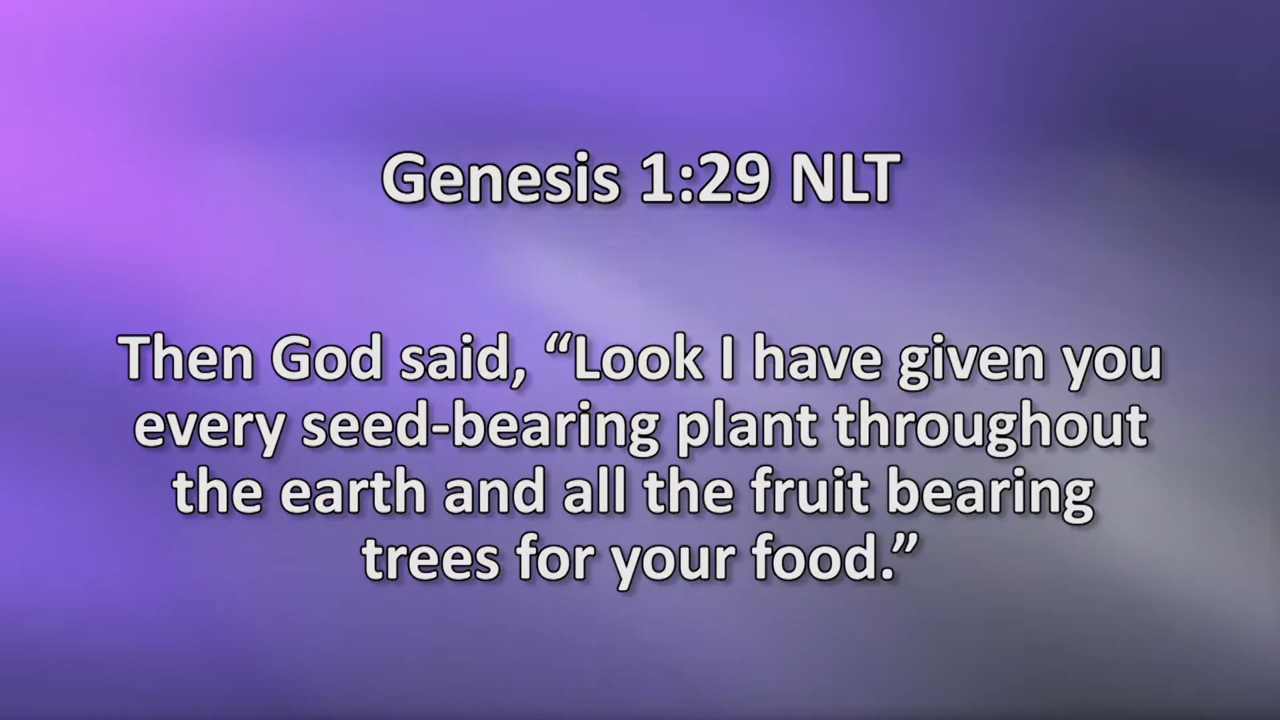 Genesis 1:29 NLT
Then God said, “Look I have given you
every seed-bearing plant throughout
the earth and all the fruit bearing
trees for your food.”